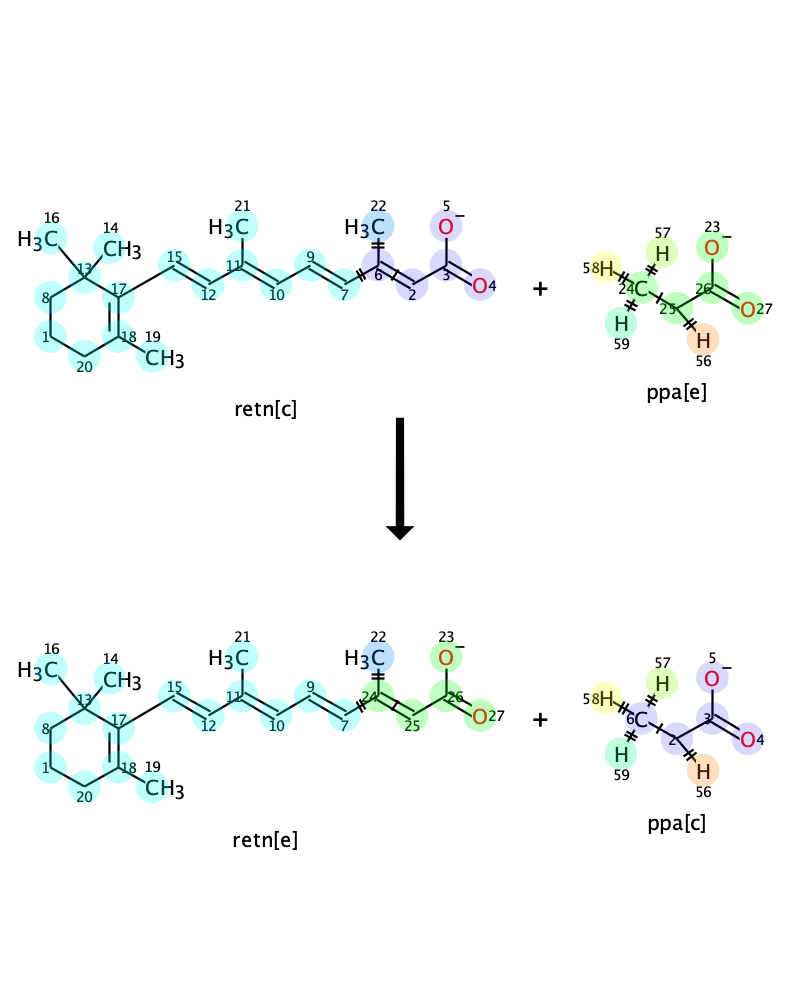 21 22 5
16 14 H3C H3C O−
H3C CH3 15 9
13 11 6 3
17 12 10 7 2 O4
8
1 18 19
CH3
20
retn[c]
+
57 23
58H H O−
24C 26
25 O27
H H
59 56
ppa[e]
21 22 23
16 14 H3C H3C O−
H3C CH3 15 9
13 11 24 26
17 12 10 7 25 O27
8
1 18 19
CH3
20
retn[e]
+
57 5
58H H O−
6C 3
2 O4
H H
59 56
ppa[c]